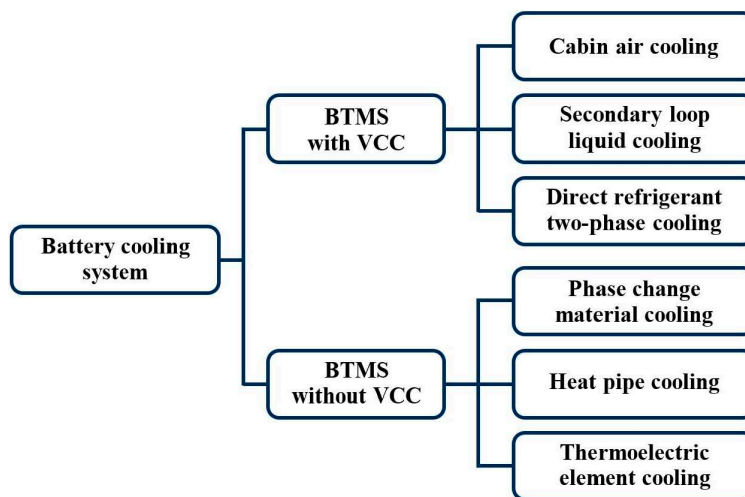 Cabin air cooling
BTMS
with VCC
Secondary loop
liquid cooling
Direct refrigerant
two-phase cooling
Battery cooling
system
Phase change
material cooling
BTMS
without VCC
Heat pipe cooling
Thermoelectric
element cooling